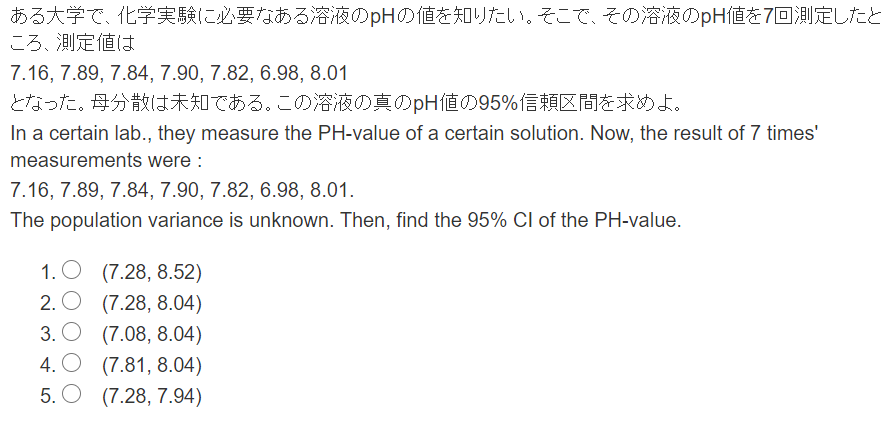 ある大学で、化学実験に必要なある溶液のpHの値を知りたい。そこで、その溶液のpH値を7回測定したと
ころ、測定値は
7.16, 7.89, 7.84, 7.90, 7.82, 6.98, 8.01
となった。母分散は未知である。この溶液の真のpH値の95%信頼区間を求めよ。
In a certain lab., they measure the PH-value of a certain solution. Now, the result of 7 times'
measurements were :
7.16, 7.89, 7.84, 7.90, 7.82, 6.98, 8.01.
The population variance is unknown. Then, find the 95% CI of the PH-value.
1. (7.28, 8.52)
2. (7.28, 8.04)
3. (7.08, 8.04)
4. (7.81, 8.04)
5. (7.28, 7.94)